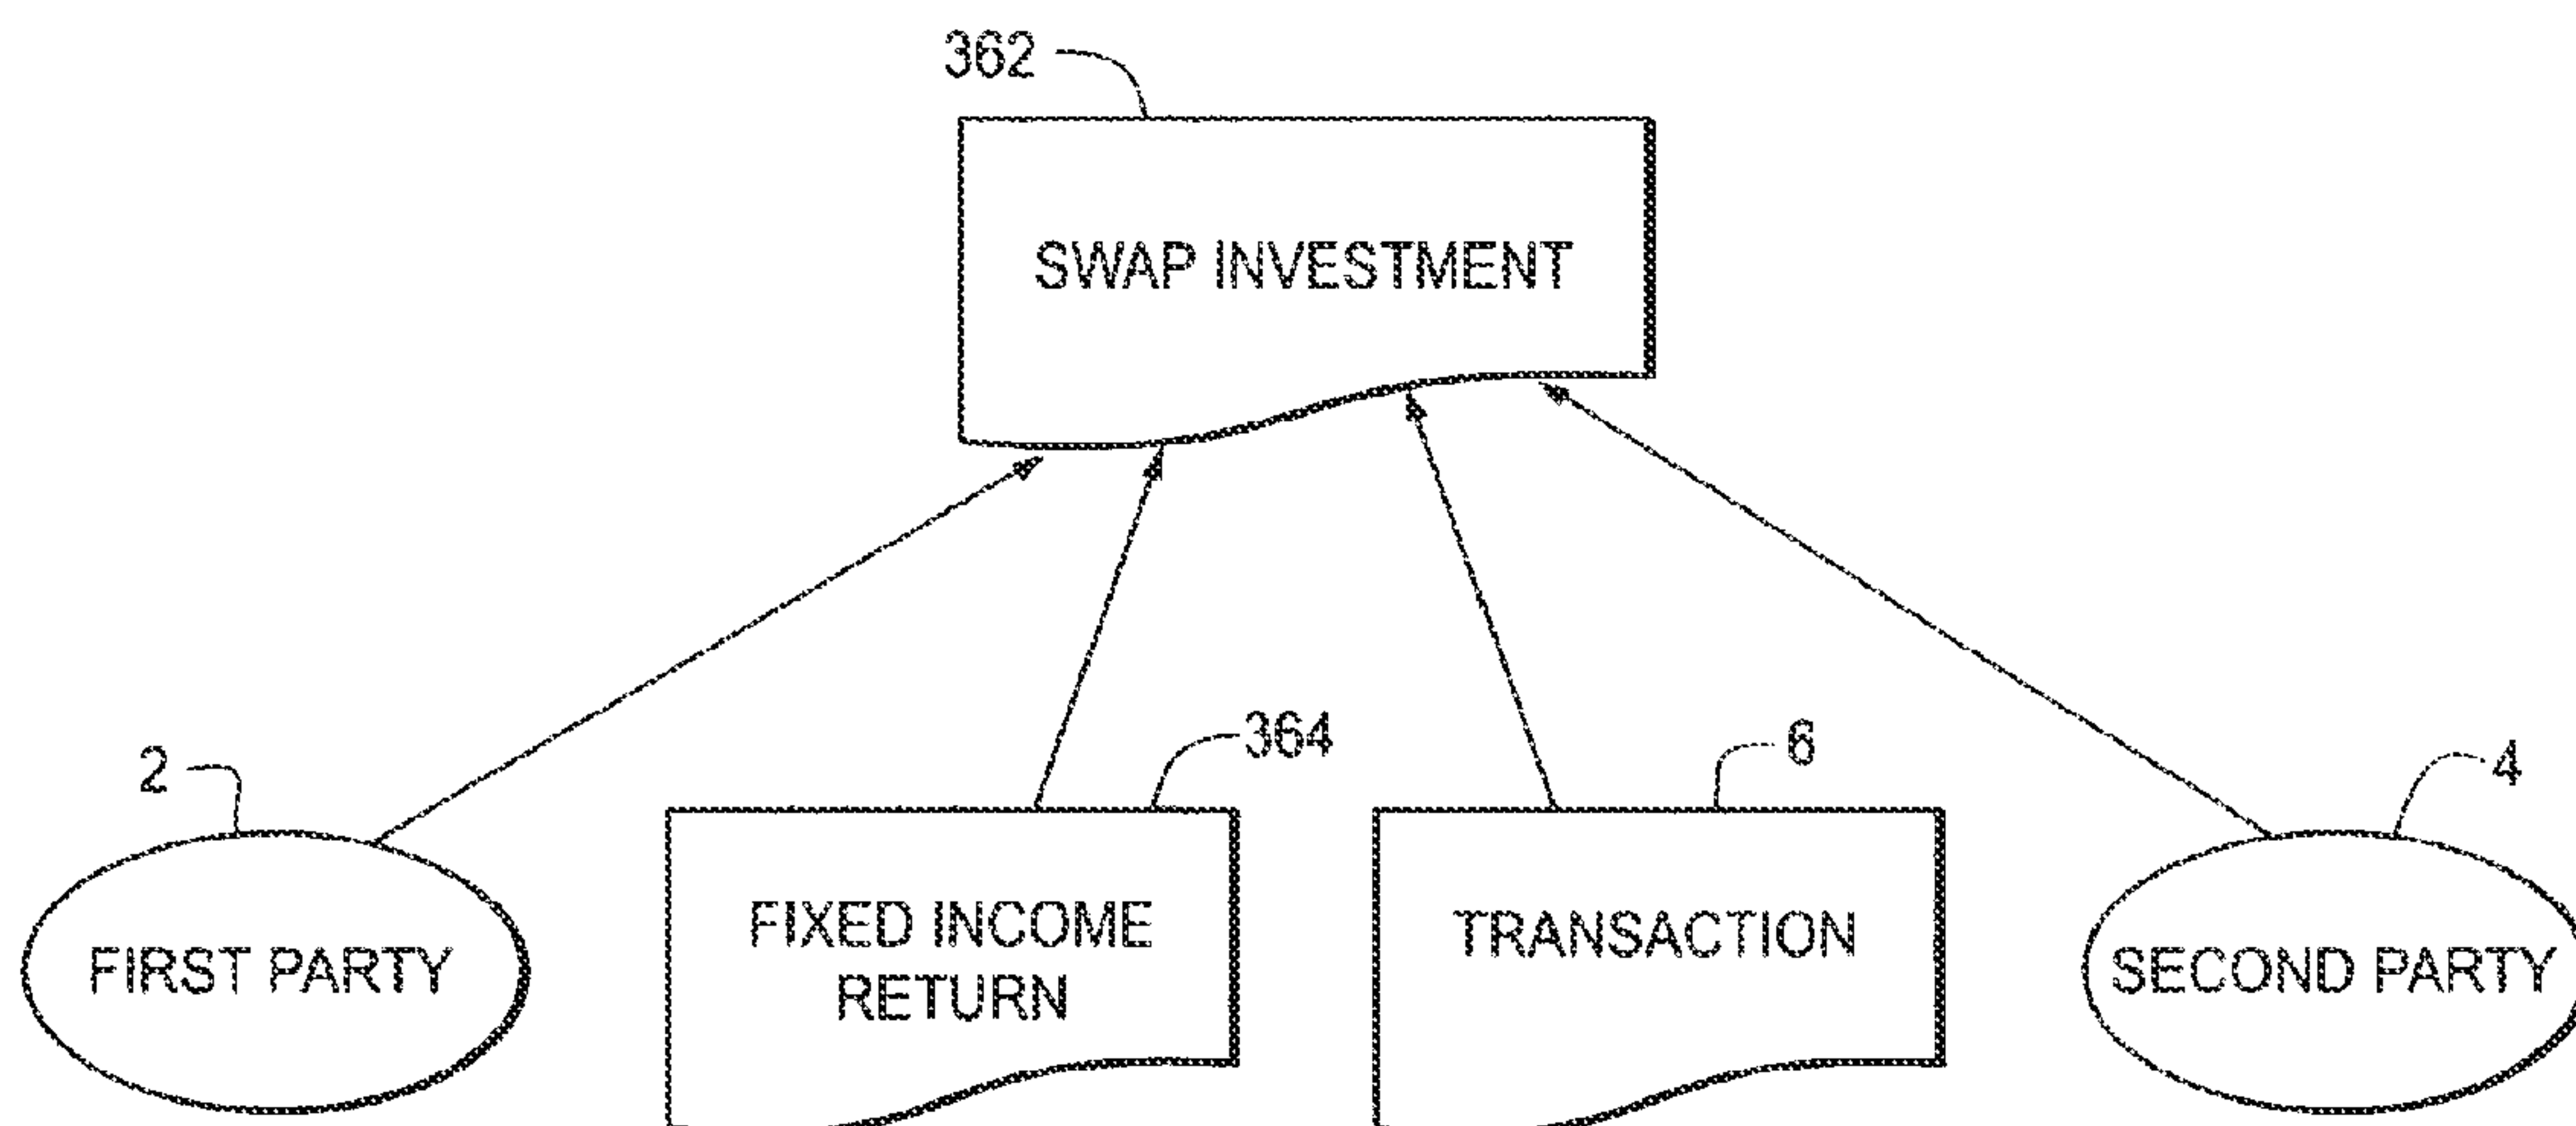 362
SWAP INVESTMENT
364
6
2
4
FIXED INCOME
RETURN
TRANSACTION
FIRST PARTY
SECOND PARTY